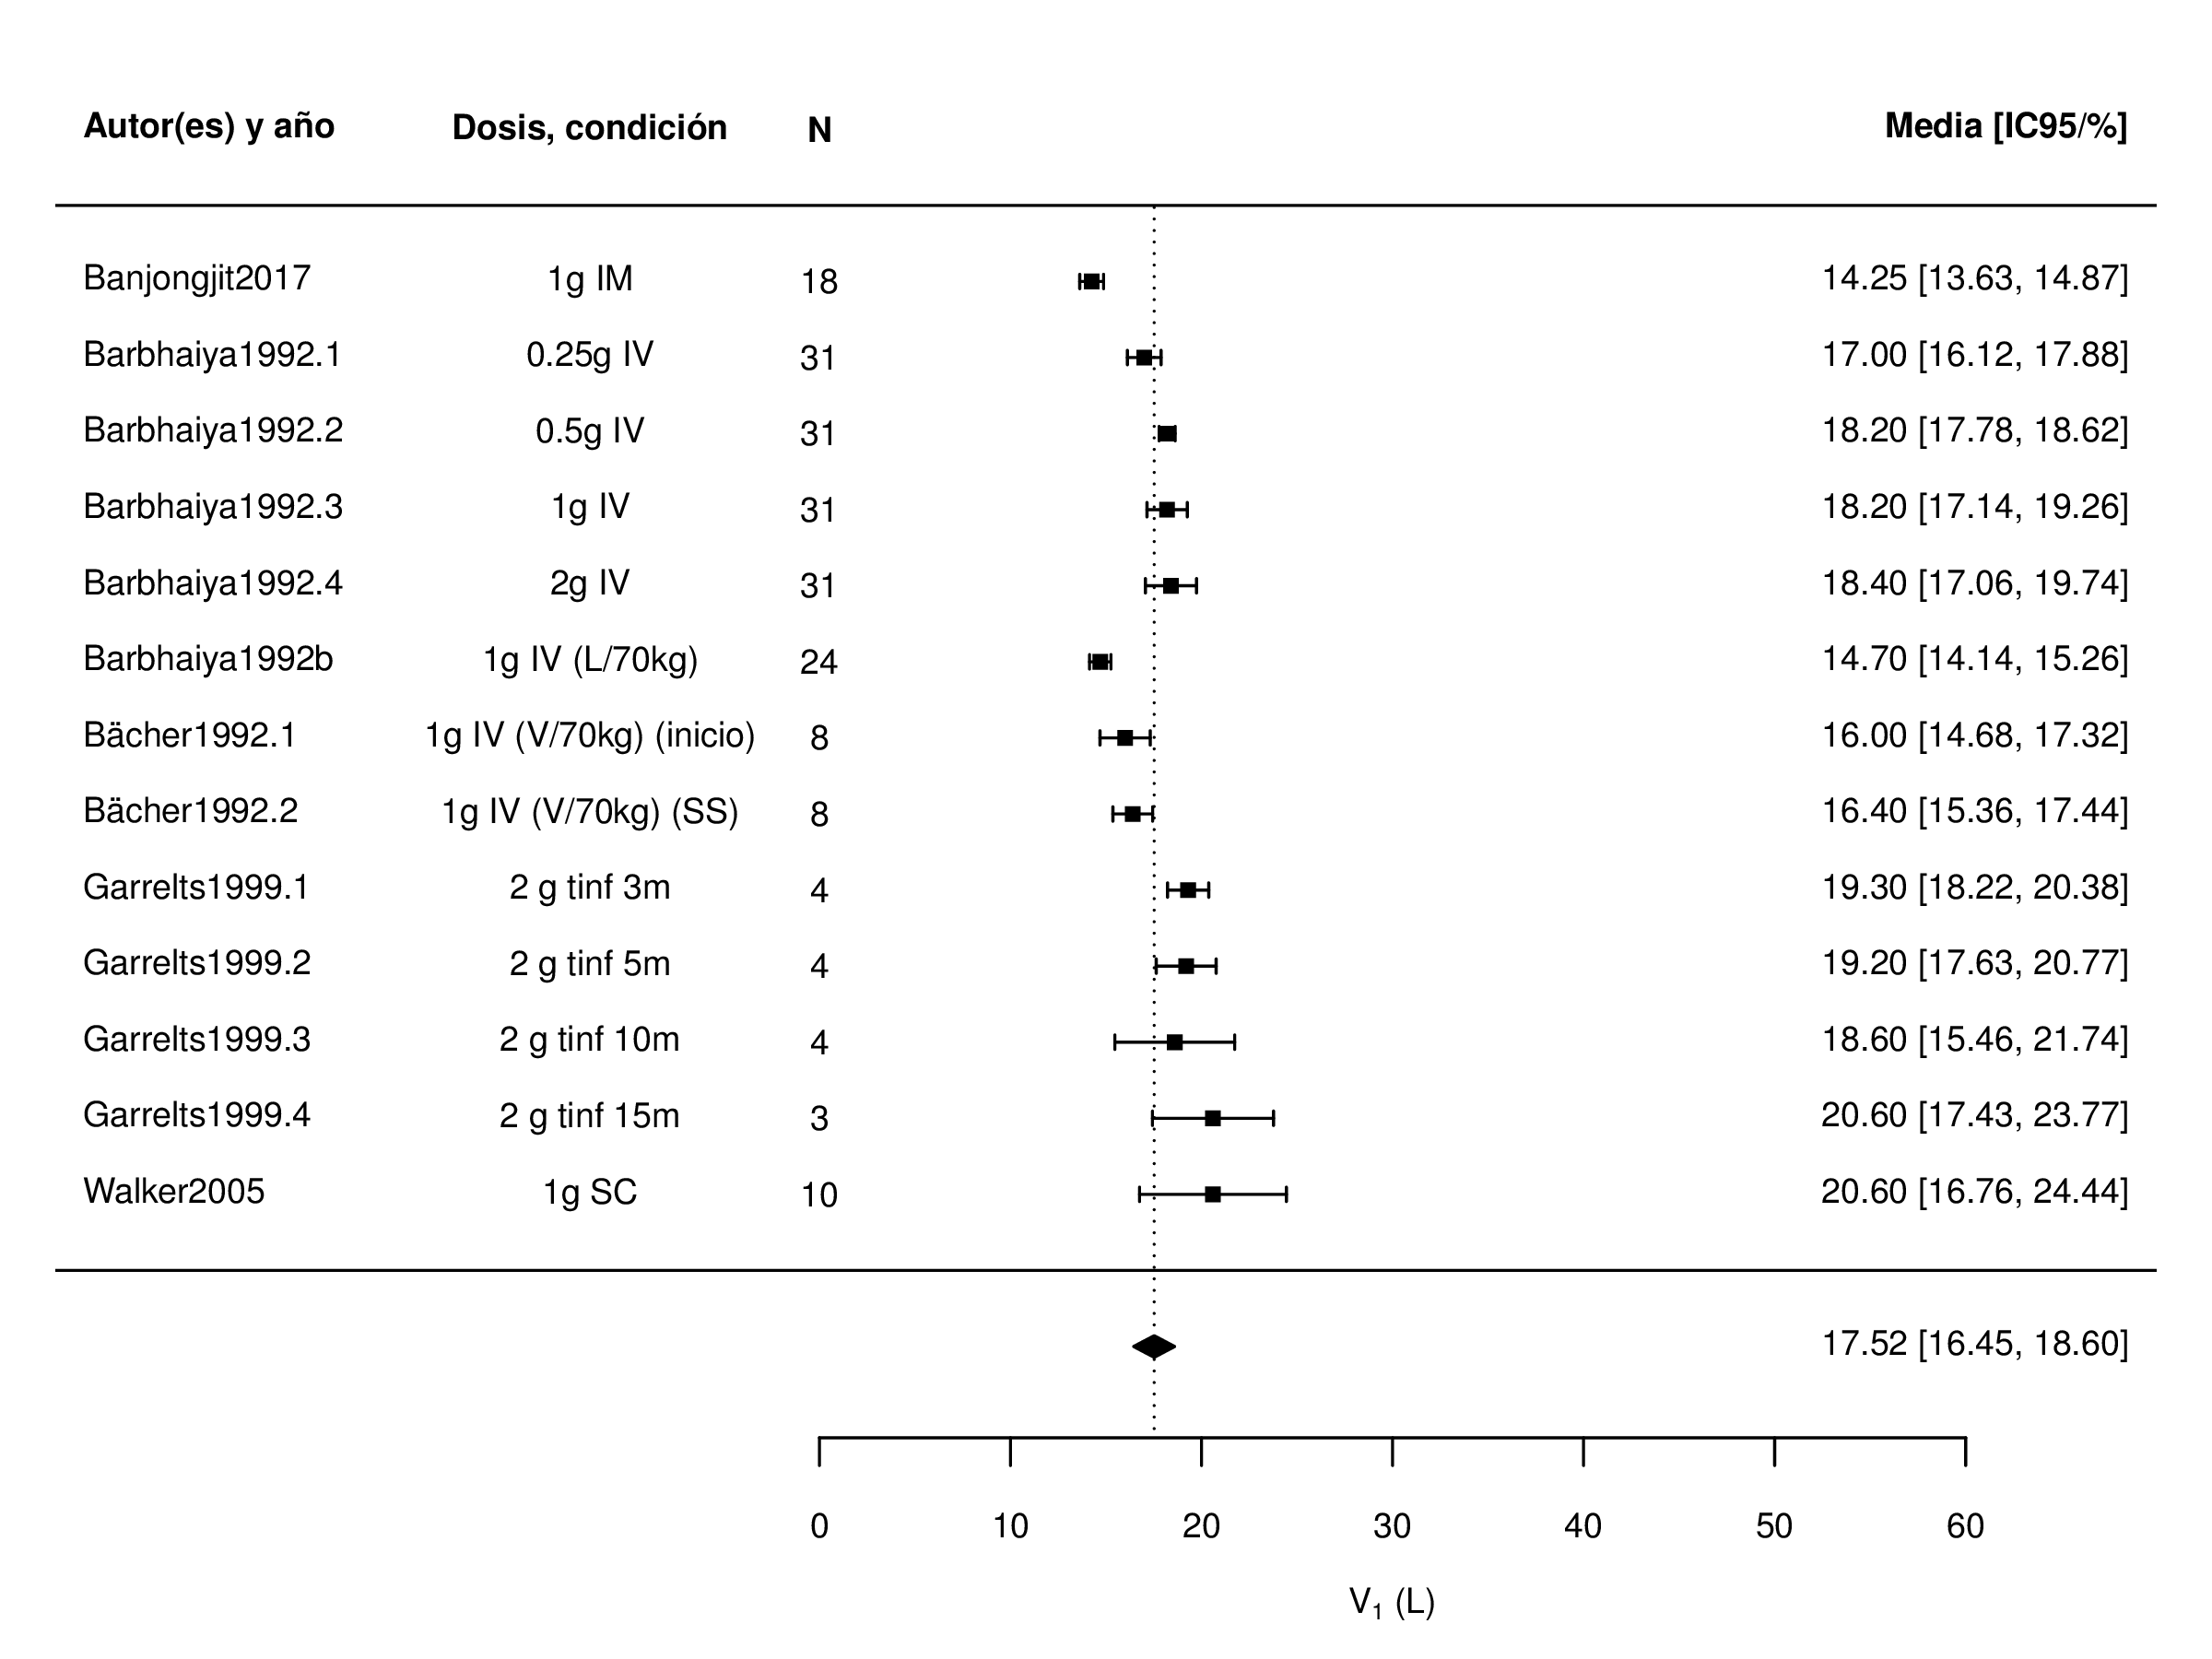 Autor(es) y año Dosis, condición N Media [IC95/%]
Banjongjit2017 1g IM 18 14.25 [13.63, 14.87]
Barbhaiya1992.1 0.25g IV 31 17.00 [16.12, 17.88]
Barbhaiya1992.2 0.5g IV 31 18.20 [17.78, 18.62]
Barbhaiya1992.3 1g IV 31 18.20 [17.14, 19.26]
Barbhaiya1992.4 2g IV 31 18.40 [17.06, 19.74]
Barbhaiya1992b 1g IV (L/70kg) 24 14.70 [14.14, 15.26]
Bächer1992.1 1g IV (V/70kg) (inicio) 8 16.00 [14.68, 17.32]
Bächer1992.2 1g IV (V/70kg) (SS) 8 16.40 [15.36, 17.44]
Garrelts1999.1 2 g tinf 3m 4 19.30 [18.22, 20.38]
Garrelts1999.2 2 g tinf 5m 4 19.20 [17.63, 20.77]
Garrelts1999.3 2 g tinf 10m 4 18.60 [15.46, 21.74]
Garrelts1999.4 2 g tinf 15m 3 20.60 [17.43, 23.77]
Walker2005 1g SC 10 20.60 [16.76, 24.44]
17.52 [16.45, 18.60]
0 10 20 30 40 50 60
V₁ (L)